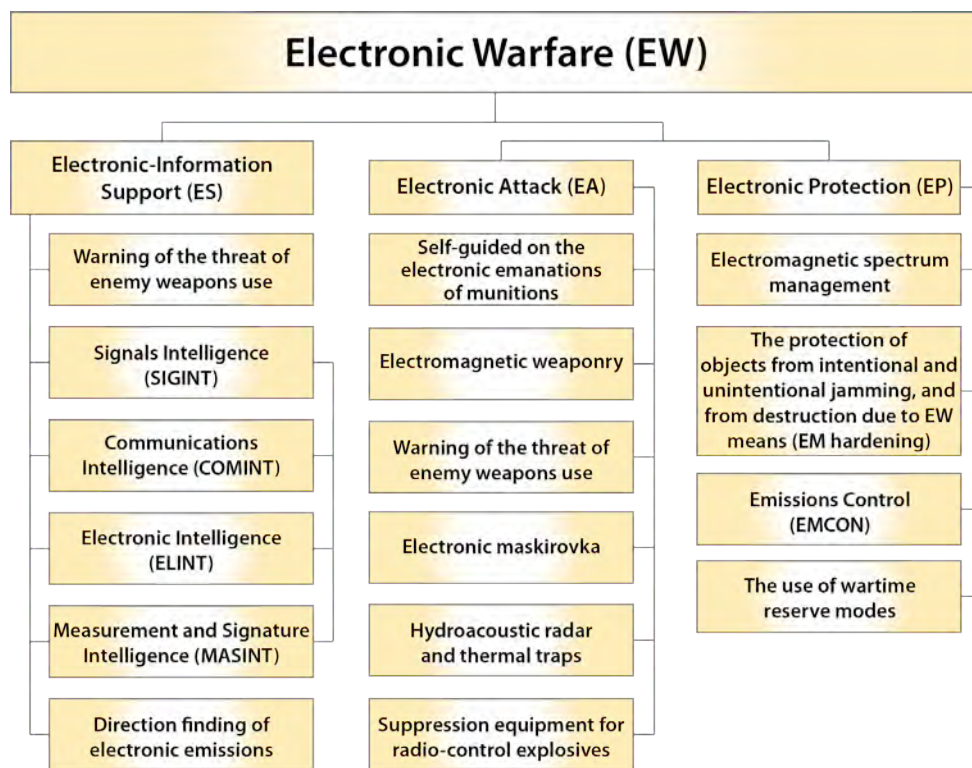 Electronic Warfare (EW)
Electronic-Information
Support (ES)
Warning of the threat of
enemy weapons use
Signals Intelligence
(SIGINT)
Communications
Intelligence (COMINT)
Electronic Intelligence
(ELINT)
Measurement and Signature
Intelligence (MASINT)
Direction finding of
electronic emissions
Electronic Attack (EA)
Self-guided on the
electronic emanations
of munitions
Electromagnetic weaponry
Warning of the threat of
enemy weapons use
Electronic maskirovka
Hydroacoustic radar
and thermal traps
Suppression equipment for
radio-control explosives
Electronic Protection (EP)
Electromagnetic spectrum
management
The protection of
objects from intentional and
unintentional jamming, and
from destruction due to EW
means (EM hardening)
Emissions Control
(EMCON)
The use of wartime
reserve modes